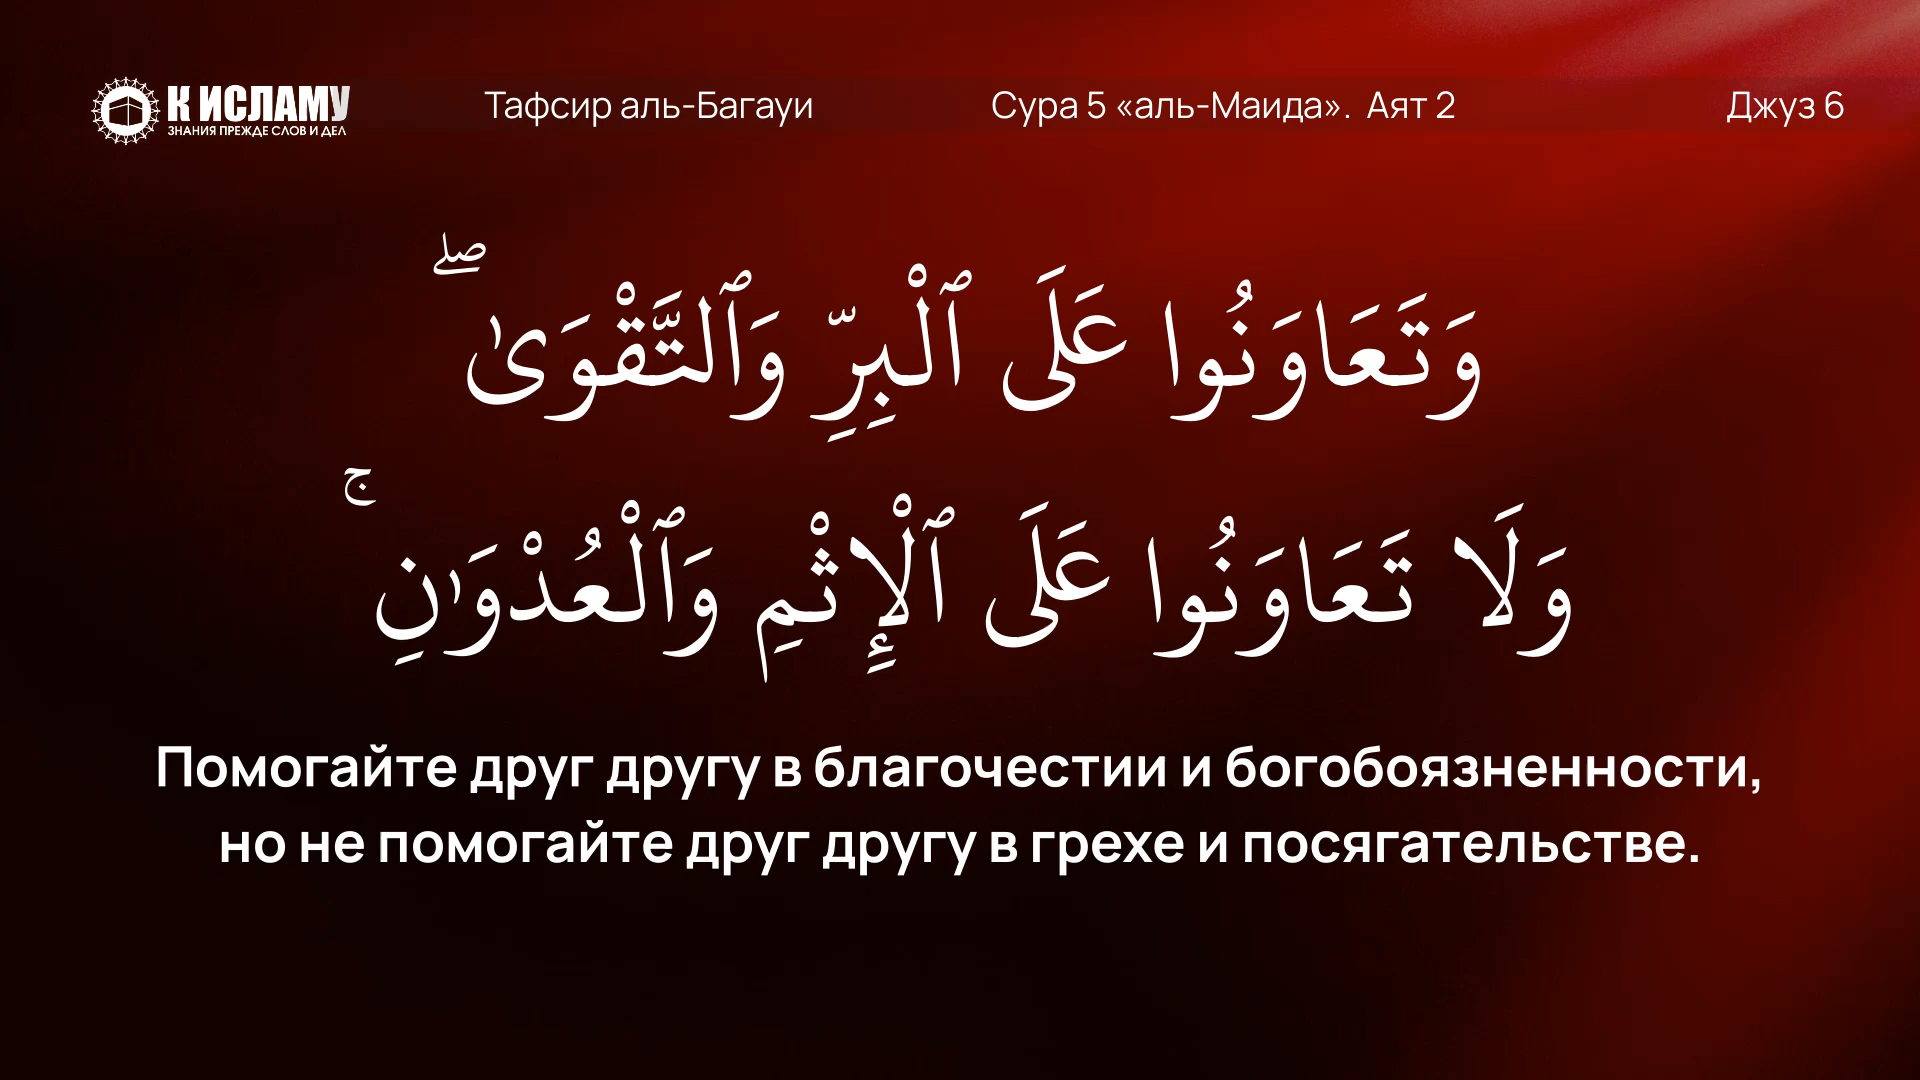 К ИСЛАМУ
ЗНАНИЯ ПРЕЖДЕ СЛОВ И ДЕЛ
Тафсир аль-Багауи
Сура 5 «аль-Маида». Аят 2
Джуз 6
وَتَعَاوَنُوا عَلَى ٱلْبِرِّ وَٱلتَّقْوَىٰ ۖ
وَلَا تَعَاوَنُوا عَلَى ٱلْإِثْمِ وَٱلْعُدْوَٰنِ ۚ
Помогайте друг другу в благочестии и богобоязненности,
но не помогайте друг другу в грехе и посягательстве.